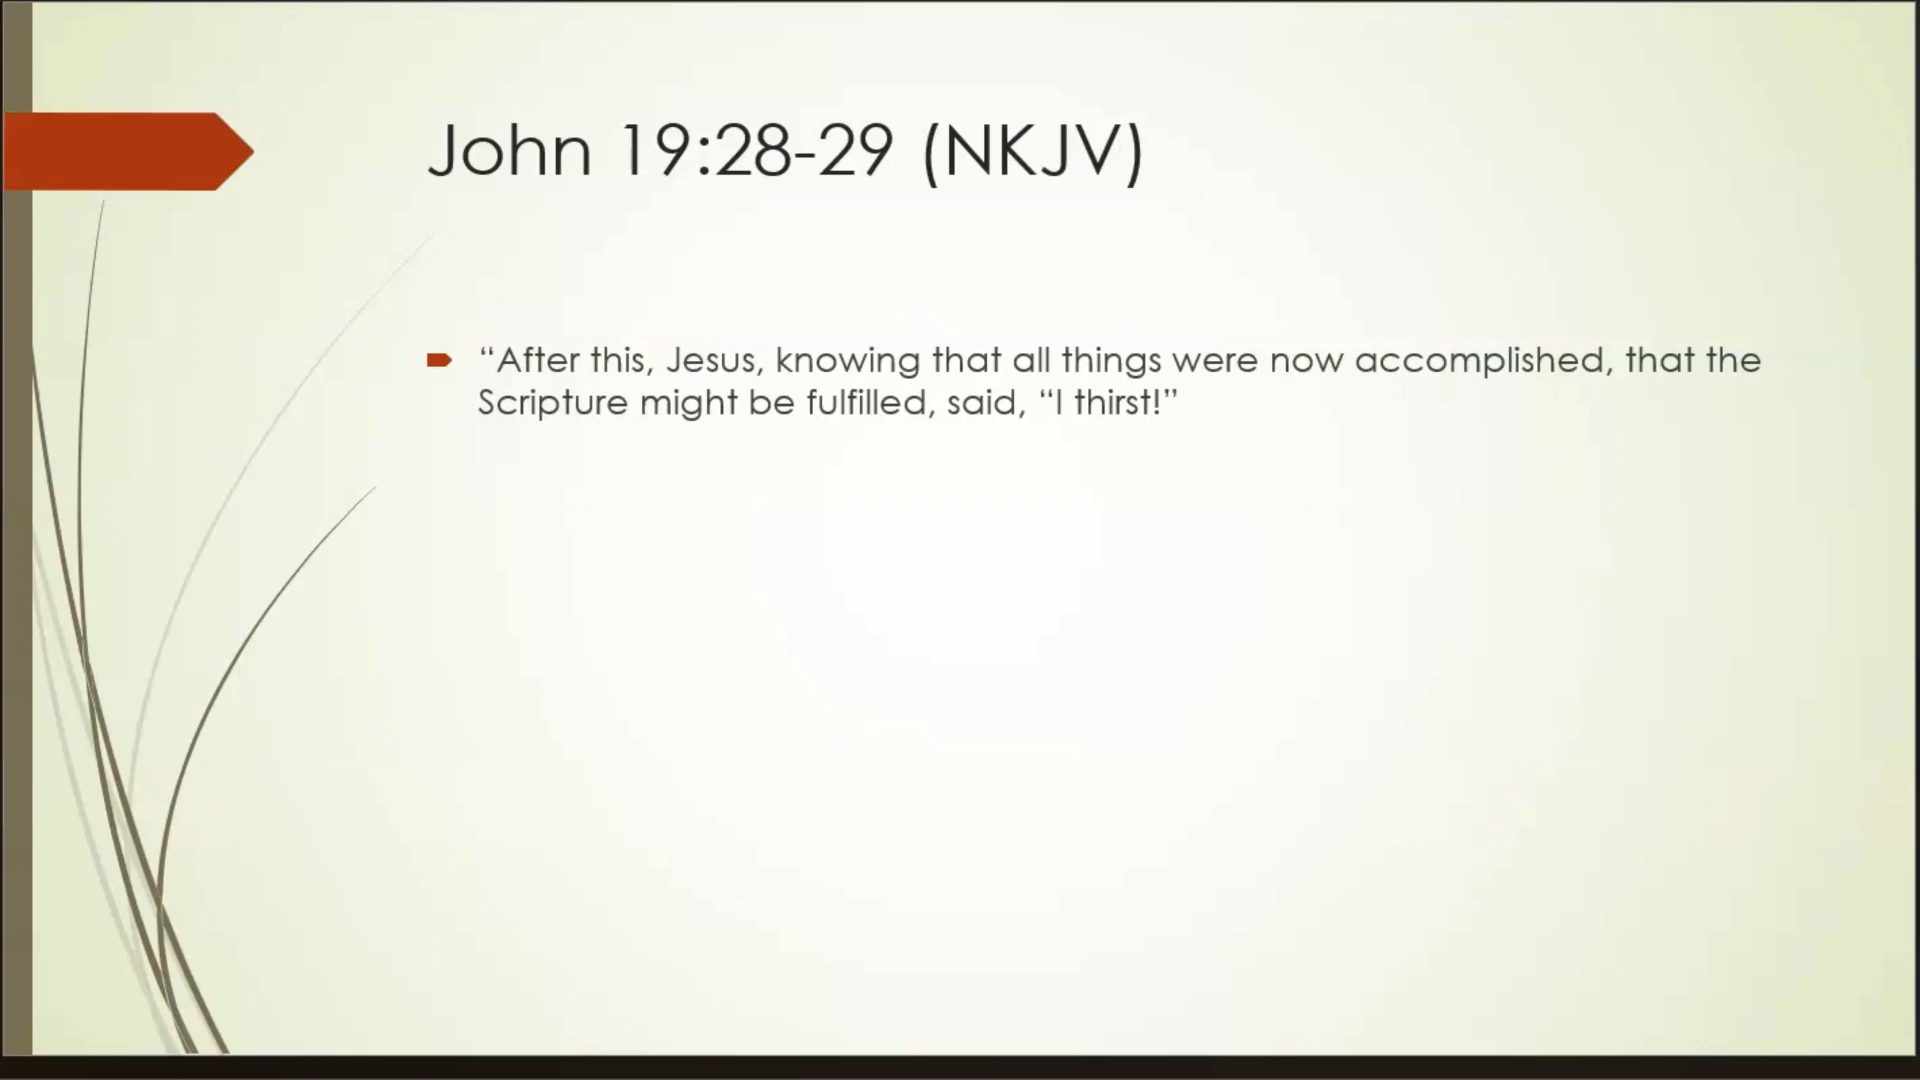 John 19:28-29 (NKJV)
“After this, Jesus, knowing that all things were now accomplished, that the
Scripture might be fulfilled, said, “I thirst!”